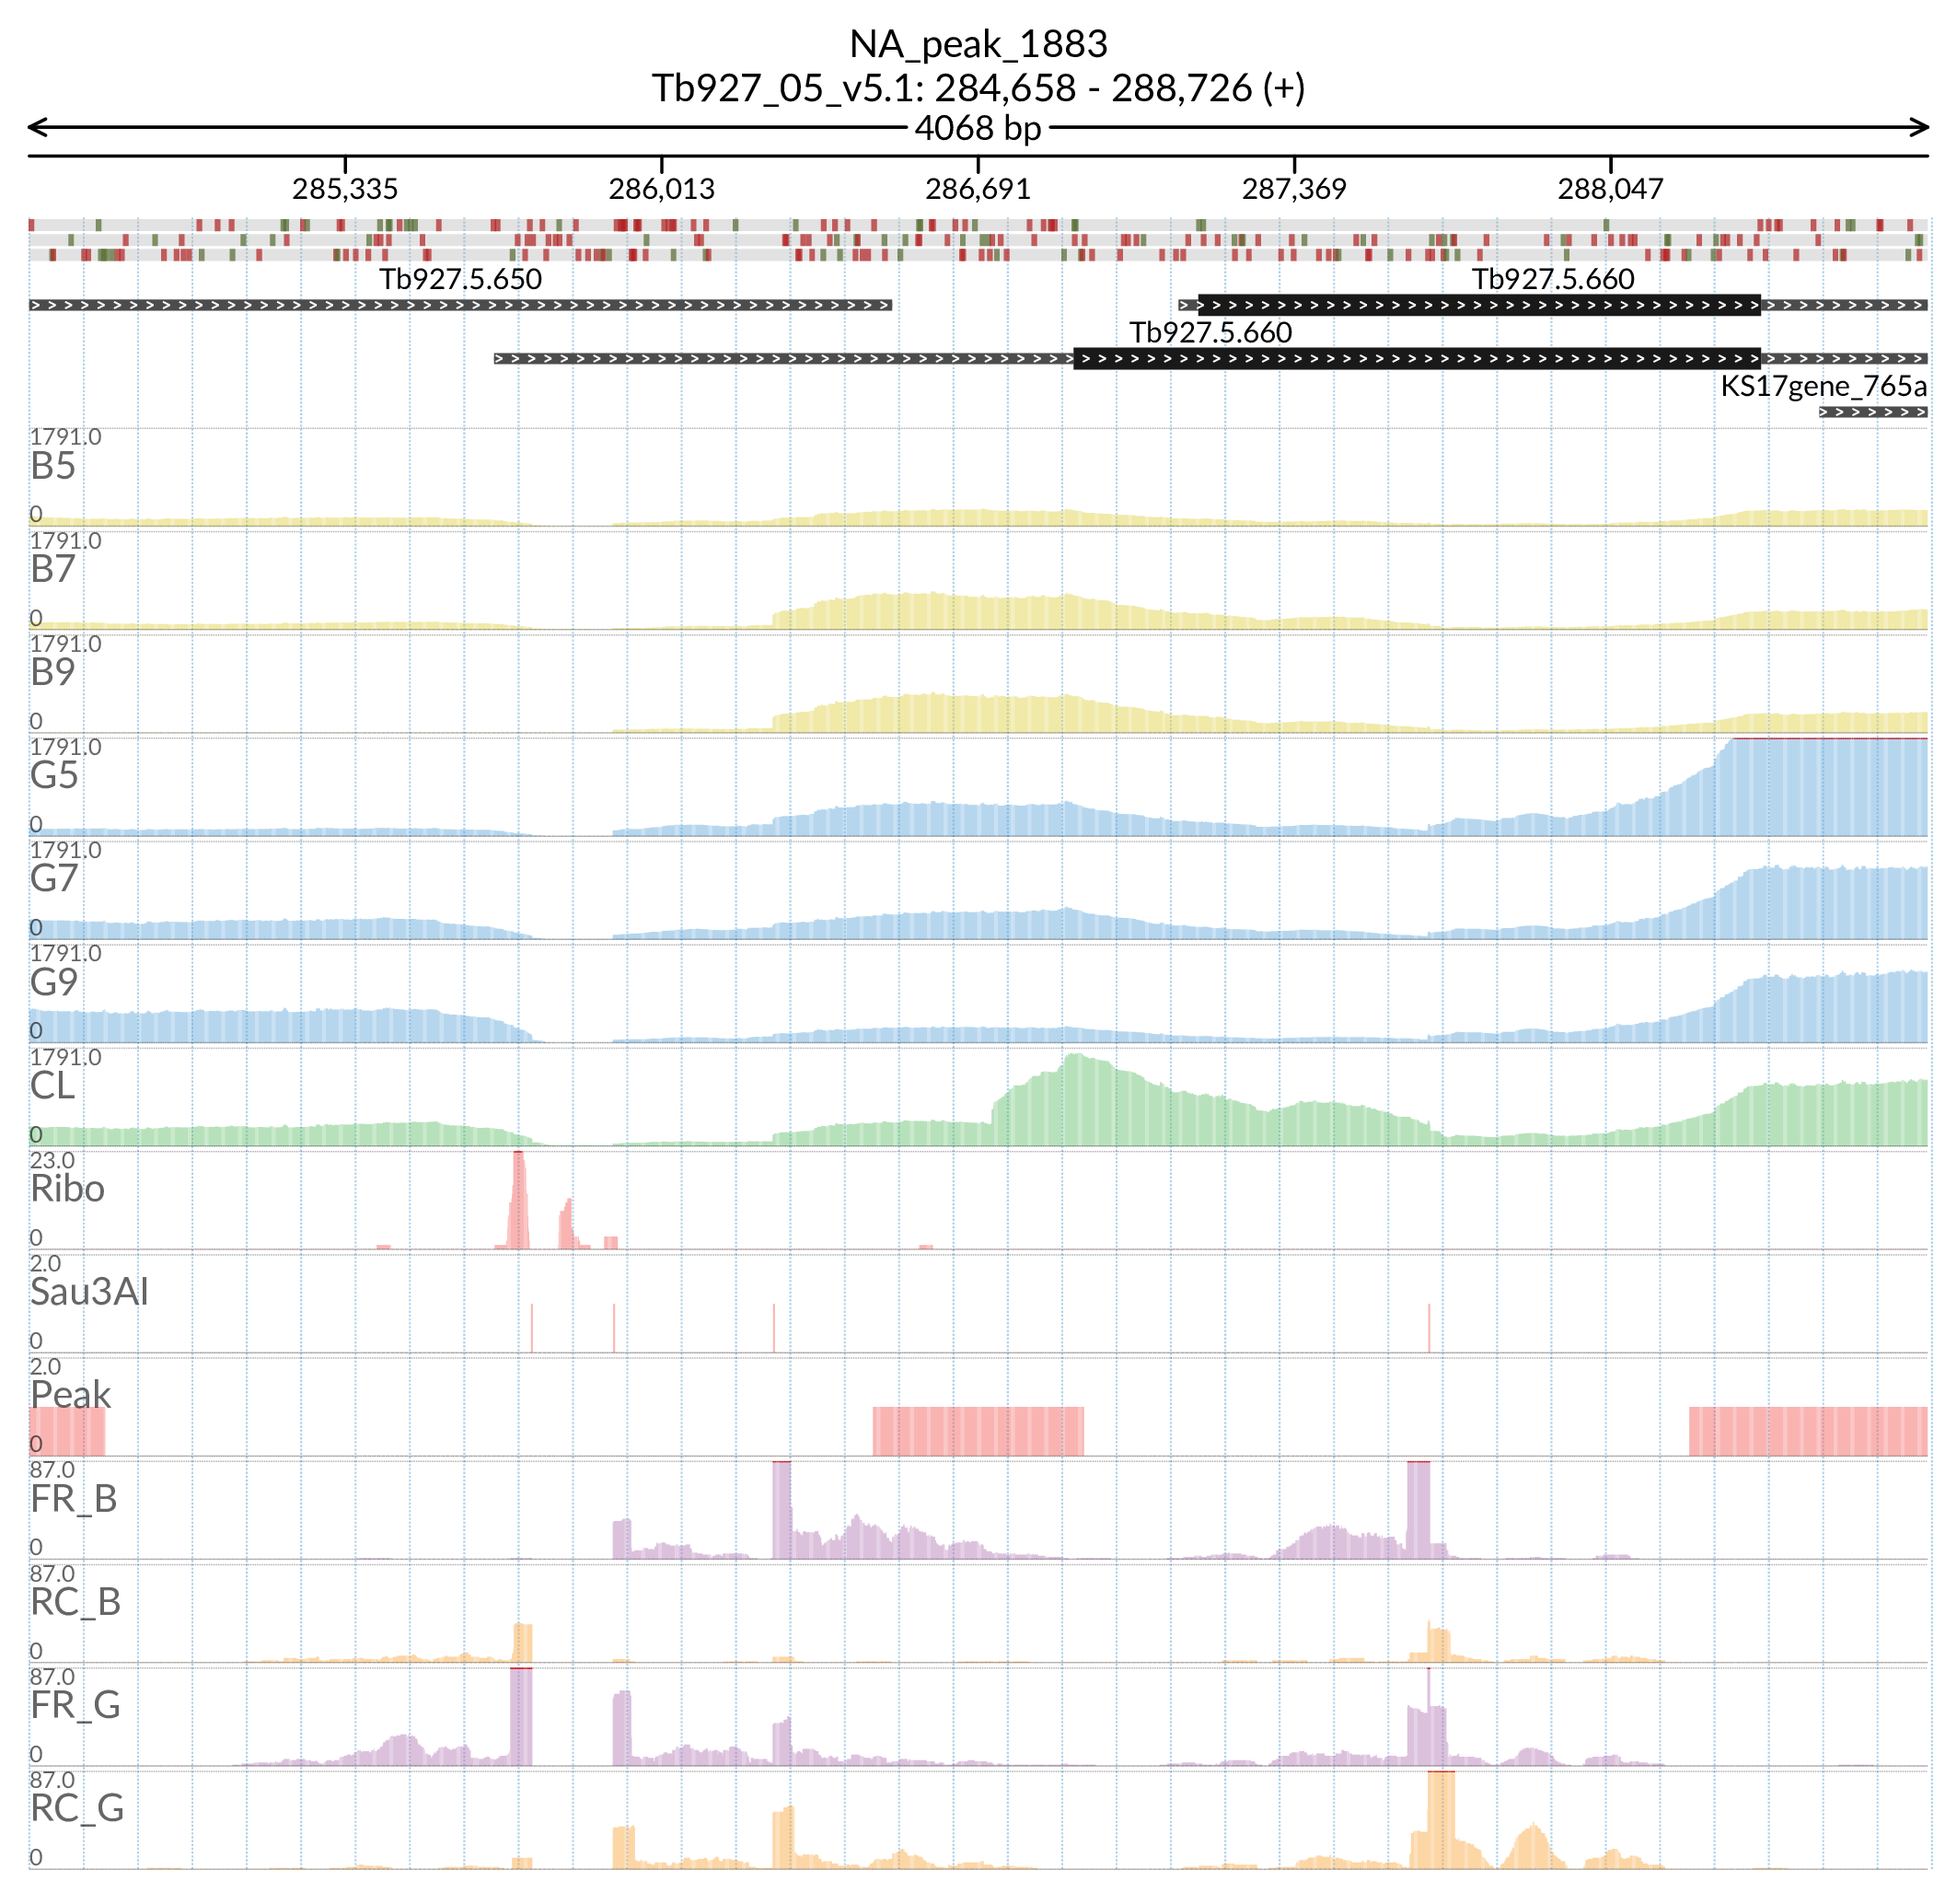 NA_peak_1883
Tb927_05_v5.1: 284,658 - 288,726 (+)
4068 bp
285,335 286,013 286,691 287,369 288,047
Tb927.5.650 Tb927.5.660
Tb927.5.660
KS17gene_765a
1791.0
B5
0
1791.0
B7
0
1791.0
B9
0
1791.0
G5
0
1791.0
G7
0
1791.0
G9
0
1791.0
CL
0
23.0
Ribo
0
2.0
Sau3AI
0
2.0
Peak
0
87.0
FR_B
0
87.0
RC_B
0
87.0
FR_G
0
87.0
RC_G
0